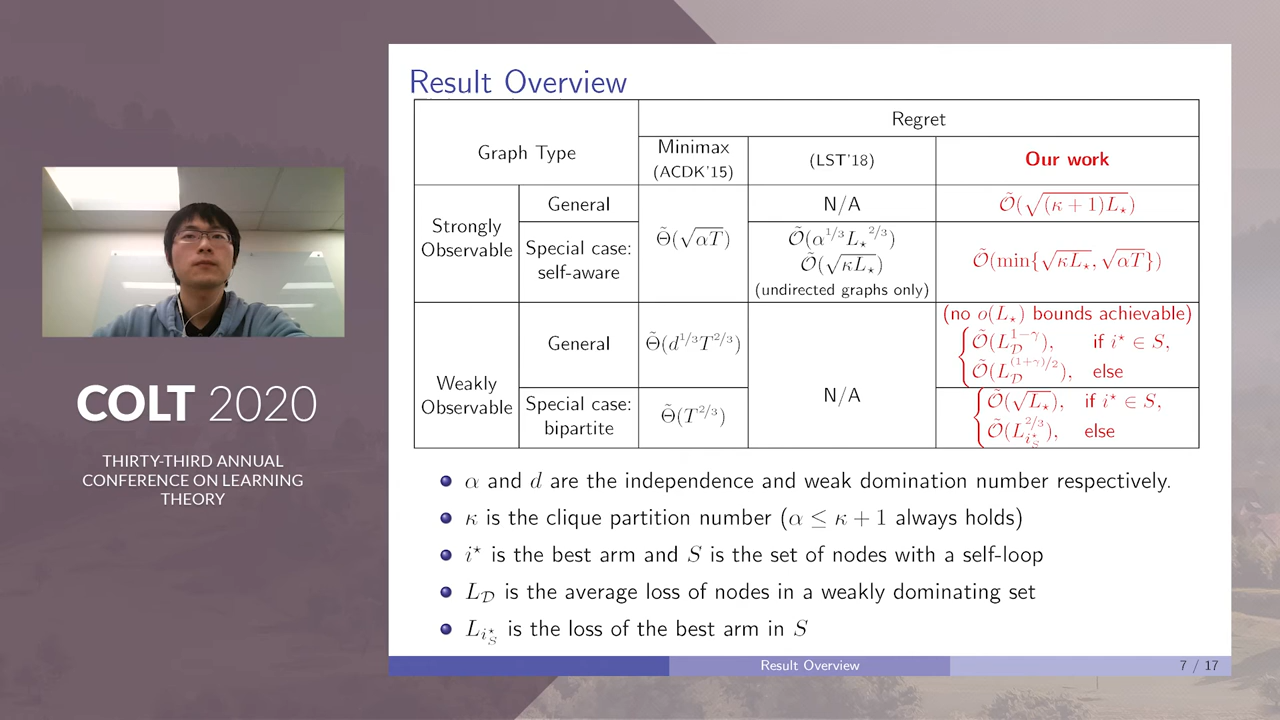 Result Overview
Graph Type
Regret
Minimax
(ACDK'15)
(LST'18)
Our work
Strongly
Observable
General
Θ̃(√αT)
N/A
Õ(√(κ + 1)L⋆)
Special case:
self-aware
Õ(α^{1/3}L⋆^{2/3})
Õ(√κL⋆)
(undirected graphs only)
Õ(min{√κL⋆, √αT})
Weakly
Observable
General
Θ̃(d^{1/3}T^{2/3})
N/A
(no o(L⋆) bounds achievable)
Õ(L_D^{1−γ}), if i⋆ ∈ S,
Õ(L_D^{(1+γ)/2}), else
Special case:
bipartite
Θ̃(T^{2/3})
Õ(√L⋆), if i⋆ ∈ S,
Õ(L_{i⋆_S}^{2/3}), else
α and d are the independence and weak domination number respectively.
κ is the clique partition number (α ≤ κ + 1 always holds)
i⋆ is the best arm and S is the set of nodes with a self-loop
L_D is the average loss of nodes in a weakly dominating set
L_{i⋆_S} is the loss of the best arm in S
Result Overview
7 / 17
COLT 2020
THIRTY-THIRD ANNUAL
CONFERENCE ON LEARNING
THEORY